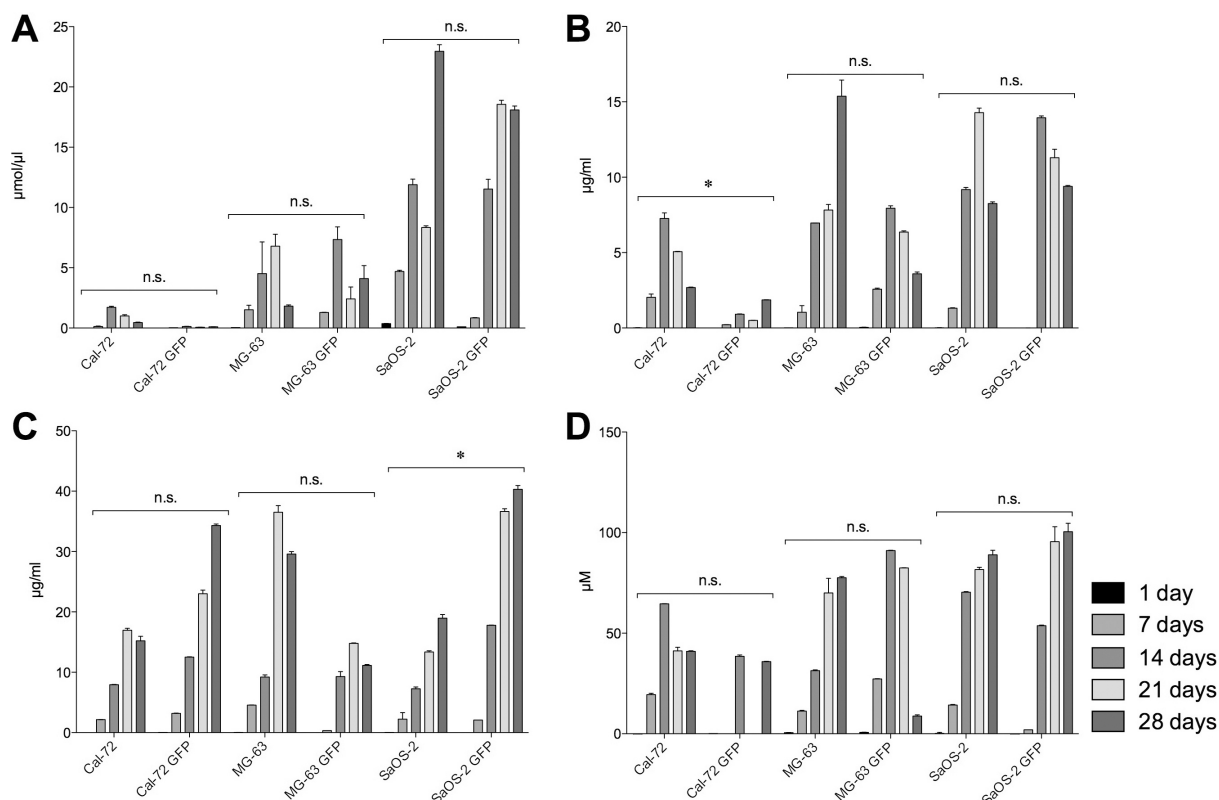 A
25
20
15
10
5
0
µmol/µl
n.s.
n.s.
n.s.
Cal-72
Cal-72 GFP
MG-63
MG-63 GFP
SaOS-2
SaOS-2 GFP
B
20
15
10
5
0
µg/ml
*
n.s.
n.s.
Cal-72
Cal-72 GFP
MG-63
MG-63 GFP
SaOS-2
SaOS-2 GFP
C
50
40
30
20
10
0
µg/ml
n.s.
n.s.
*
Cal-72
Cal-72 GFP
MG-63
MG-63 GFP
SaOS-2
SaOS-2 GFP
D
150
100
50
0
µM
n.s.
n.s.
n.s.
Cal-72
Cal-72 GFP
MG-63
MG-63 GFP
SaOS-2
SaOS-2 GFP
1 day
7 days
14 days
21 days
28 days